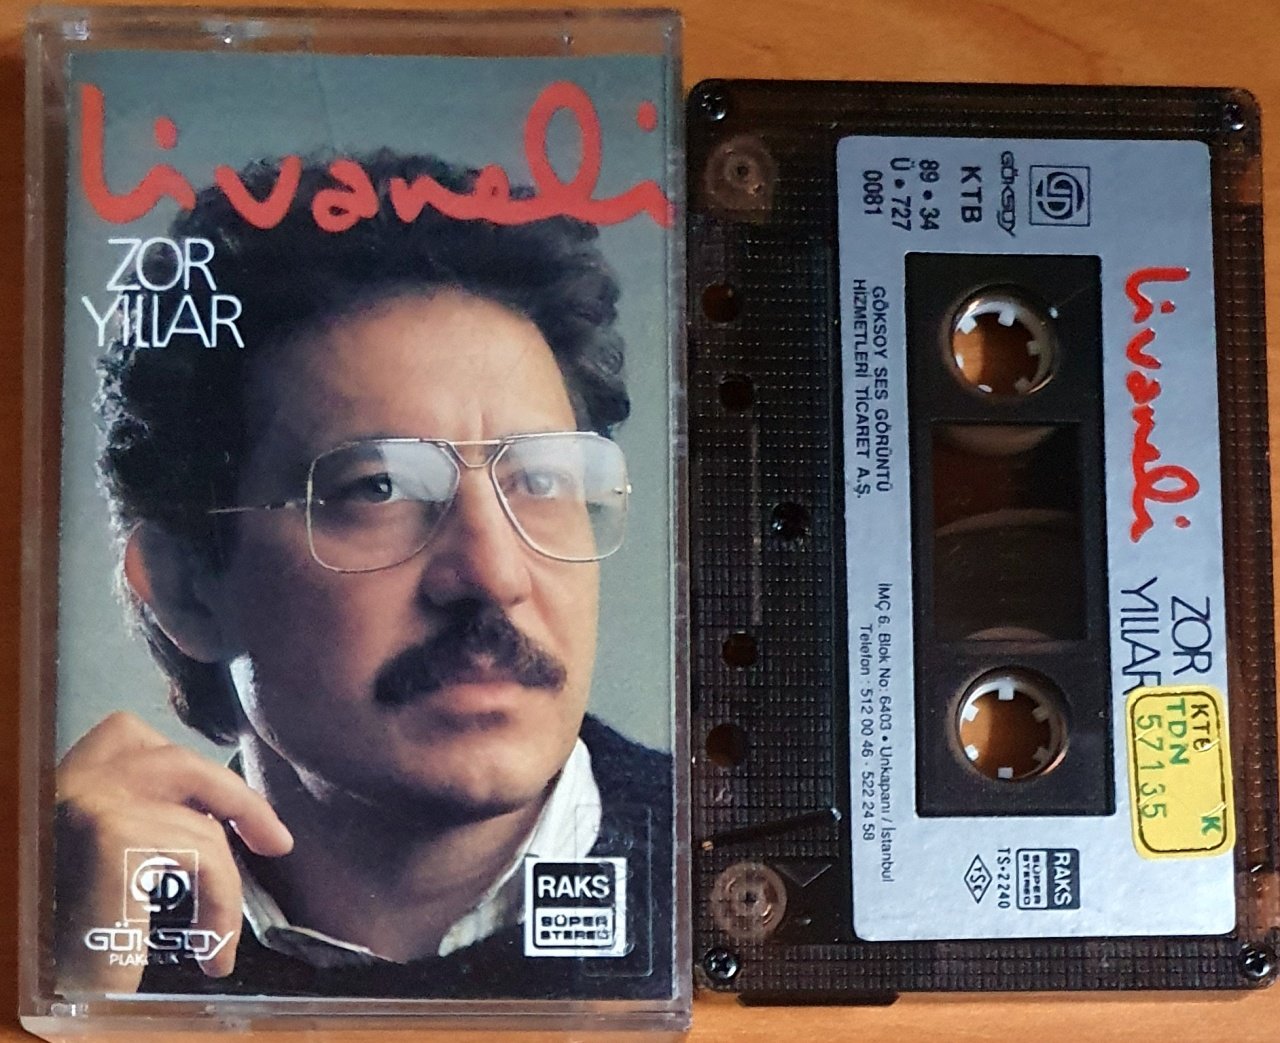 Livaneli
ZOR
YILLAR
GÖKSOY
PLAKÇILIK
RAKS
SÜPER
STEREO
GÖKSOY
KTB
89 • 34
Ü • 727
0081
GÖKSOY SES GÖRÜNTÜ
HİZMETLERİ TİCARET A.Ş.
İMÇ 6. Blok No: 6403 • Unkapanı / İstanbul
Telefon : 512 00 46 - 522 24 58
Livaneli
ZOR
YILLAR
KTB
TDN K
57135
RAKS
SÜPER
STEREO
TS-2240
TSE